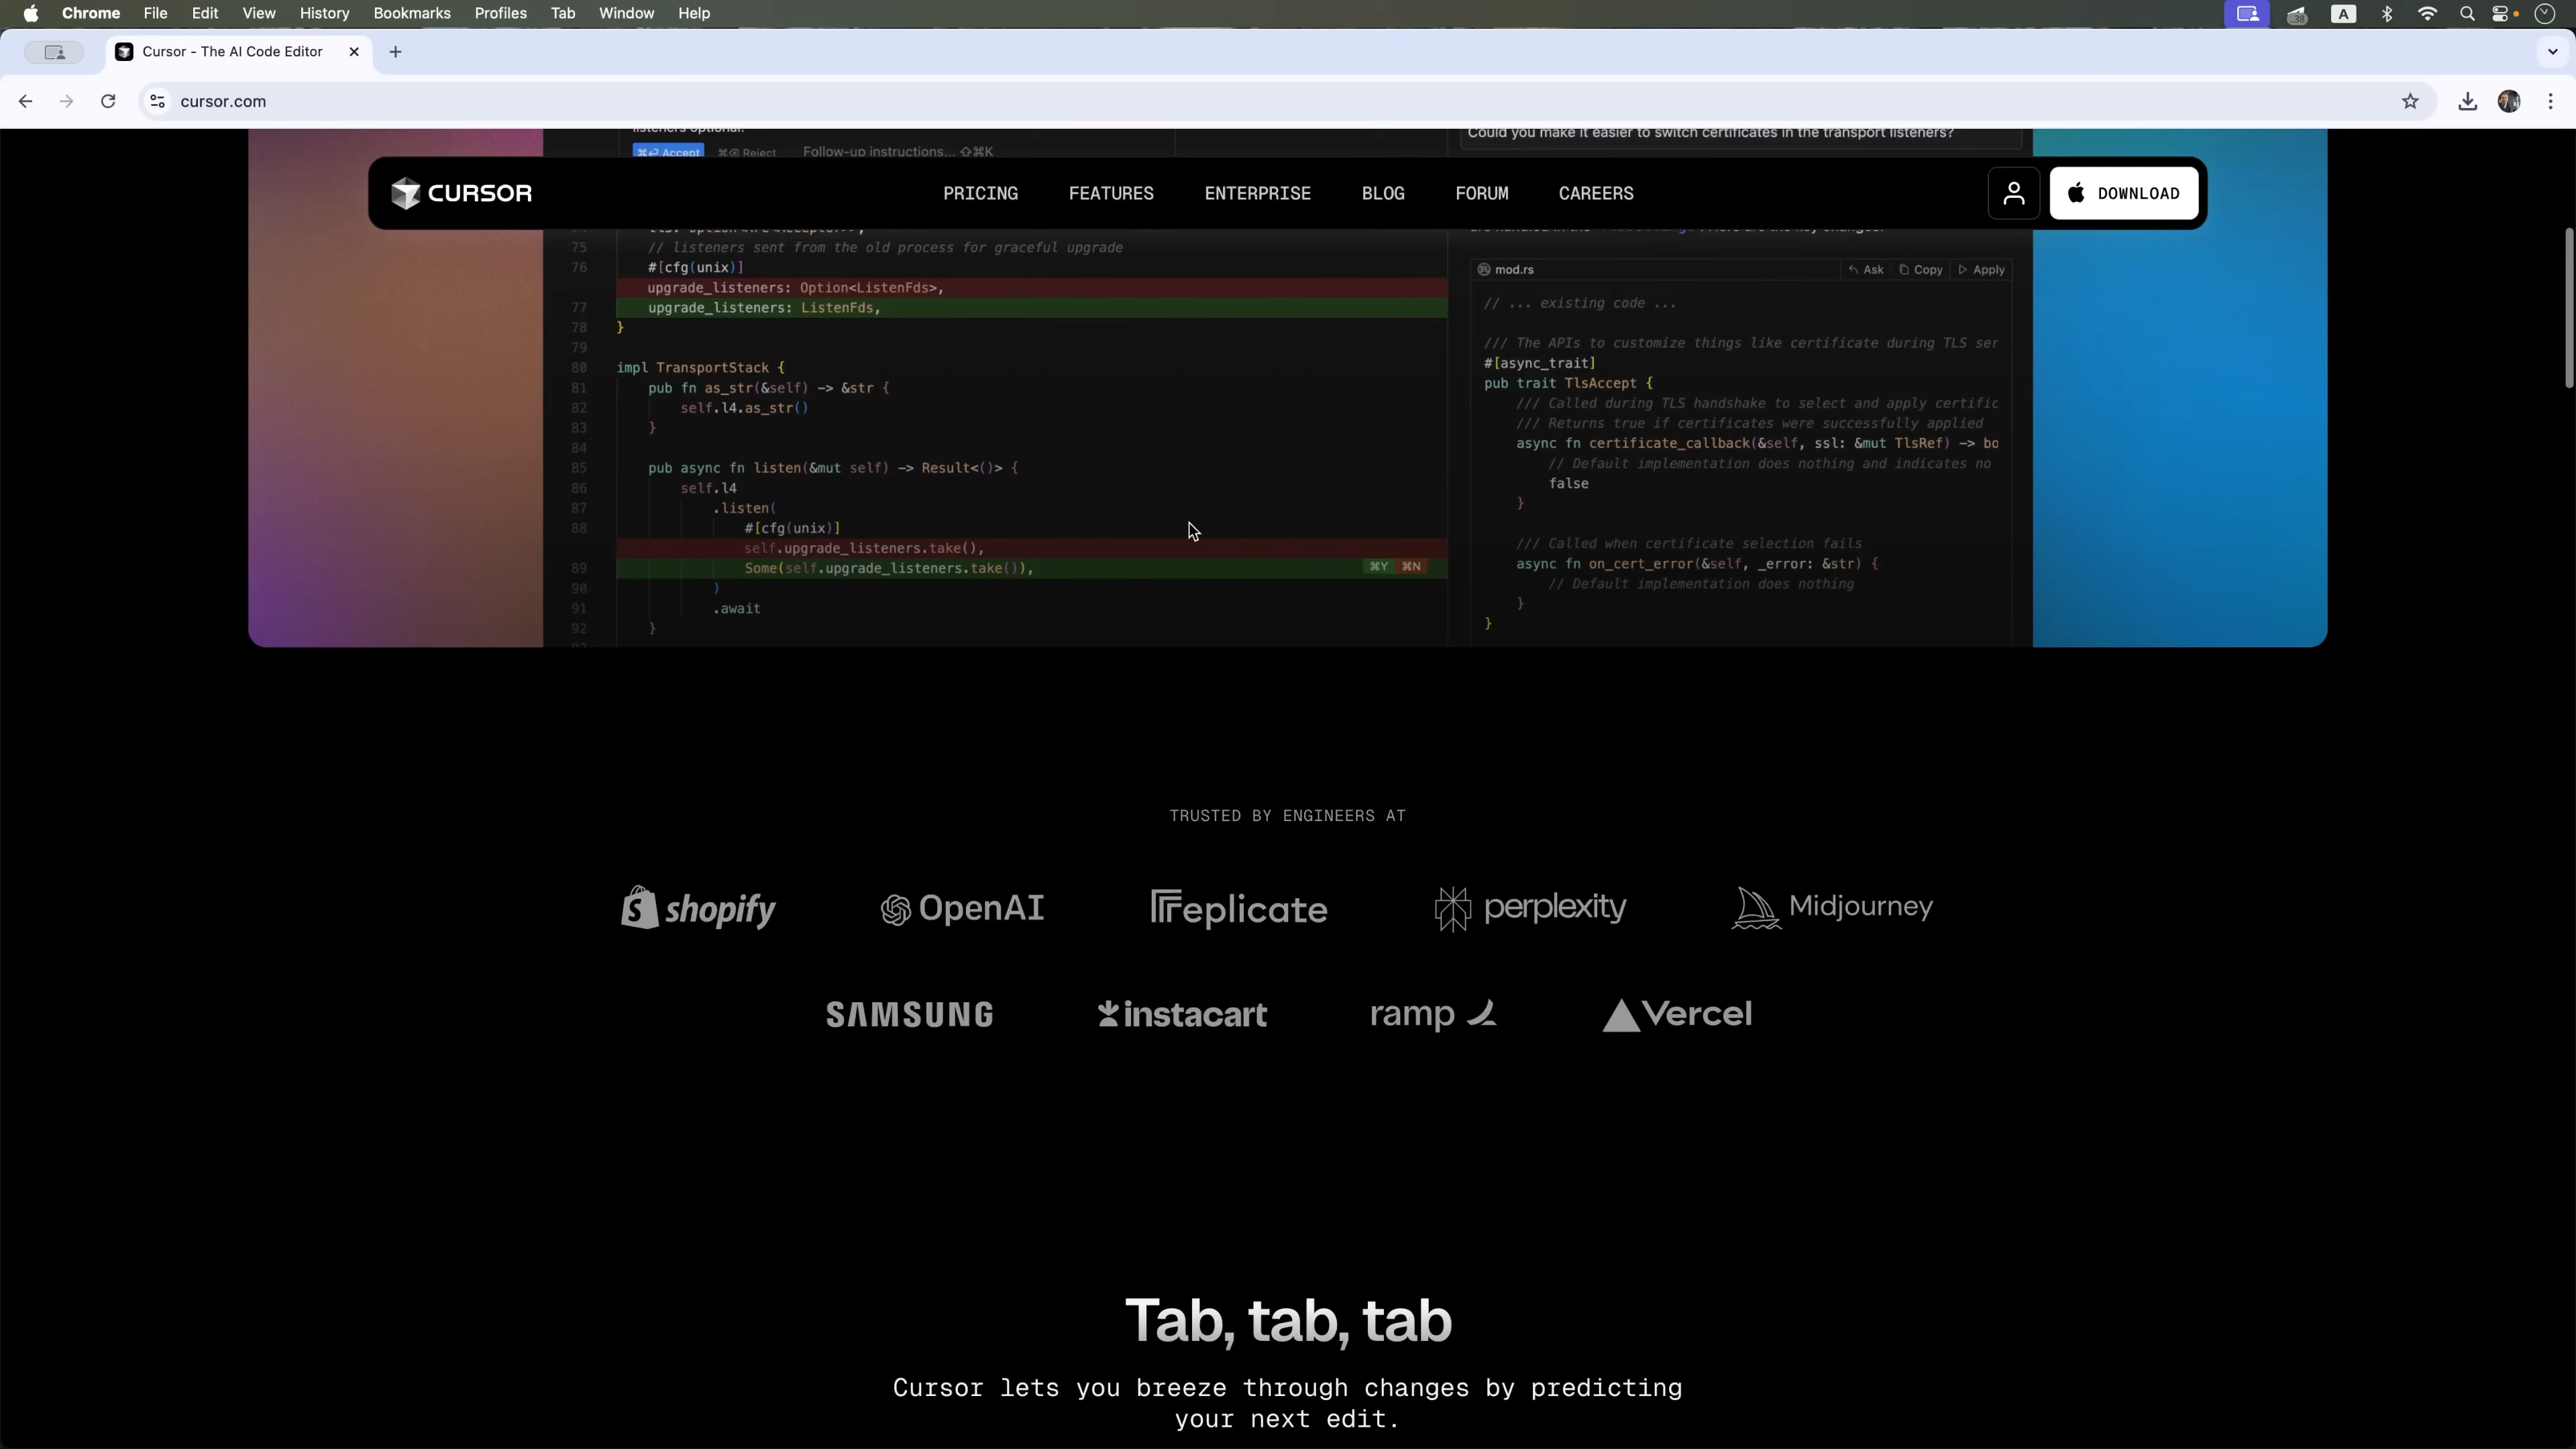 Chrome File Edit View History Bookmarks Profiles Tab Window Help
38 A
Cursor - The AI Code Editor
cursor.com
listeners optional.
Could you make it easier to switch certificates in the transport listeners?
⌘⏎ Accept ⌘⌫ Reject Follow-up instructions... ⇧⌘K
CURSOR PRICING FEATURES ENTERPRISE BLOG FORUM CAREERS DOWNLOAD
75 // listeners sent from the old process for graceful upgrade
76 #[cfg(unix)]
upgrade_listeners: Option<ListenFds>,
77 upgrade_listeners: ListenFds,
78 }
79
80 impl TransportStack {
81 pub fn as_str(&self) -> &str {
82 self.l4.as_str()
83 }
84
85 pub async fn listen(&mut self) -> Result<()> {
86 self.l4
87 .listen(
88 #[cfg(unix)]
self.upgrade_listeners.take(),
89 Some(self.upgrade_listeners.take()), ⌘Y ⌘N
90 )
91 .await
92 }
mod.rs Ask Copy Apply
// ... existing code ...
/// The APIs to customize things like certificate during TLS ser
#[async_trait]
pub trait TlsAccept {
/// Called during TLS handshake to select and apply certific
/// Returns true if certificates were successfully applied
async fn certificate_callback(&self, ssl: &mut TlsRef) -> bo
// Default implementation does nothing and indicates no
false
}
/// Called when certificate selection fails
async fn on_cert_error(&self, _error: &str) {
// Default implementation does nothing
}
}
TRUSTED BY ENGINEERS AT
shopify OpenAI Replicate perplexity Midjourney
SAMSUNG instacart ramp Vercel
Tab, tab, tab
Cursor lets you breeze through changes by predicting
your next edit.